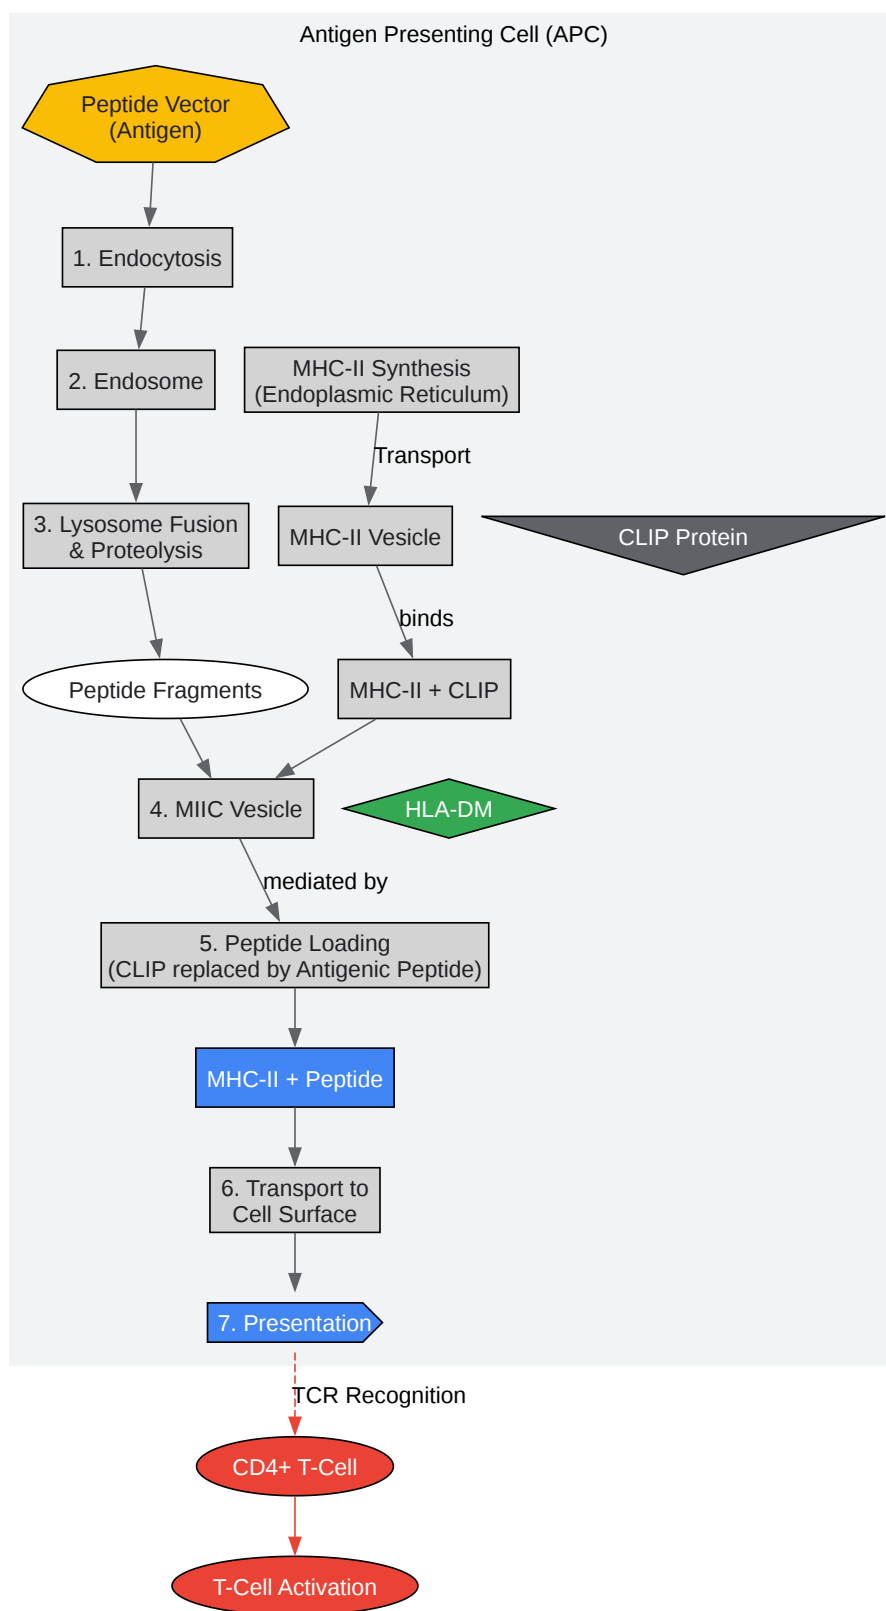 Antigen Presenting Cell (APC)
Peptide Vector
(Antigen)
1. Endocytosis
2. Endosome
MHC-II Synthesis
(Endoplasmic Reticulum)
Transport
3. Lysosome Fusion
& Proteolysis
MHC-II Vesicle
CLIP Protein
binds
Peptide Fragments
MHC-II + CLIP
4. MIIC Vesicle
HLA-DM
mediated by
5. Peptide Loading
(CLIP replaced by Antigenic Peptide)
MHC-II + Peptide
6. Transport to
Cell Surface
7. Presentation
TCR Recognition
CD4+ T-Cell
T-Cell Activation